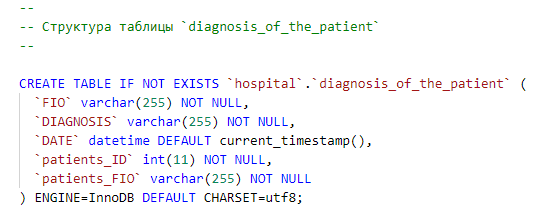 --
-- Структура таблицы `diagnosis_of_the_patient`
--
CREATE TABLE IF NOT EXISTS `hospital`.`diagnosis_of_the_patient` (
`FIO` varchar(255) NOT NULL,
`DIAGNOSIS` varchar(255) NOT NULL,
`DATE` datetime DEFAULT current_timestamp(),
`patients_ID` int(11) NOT NULL,
`patients_FIO` varchar(255) NOT NULL
) ENGINE=InnoDB DEFAULT CHARSET=utf8;